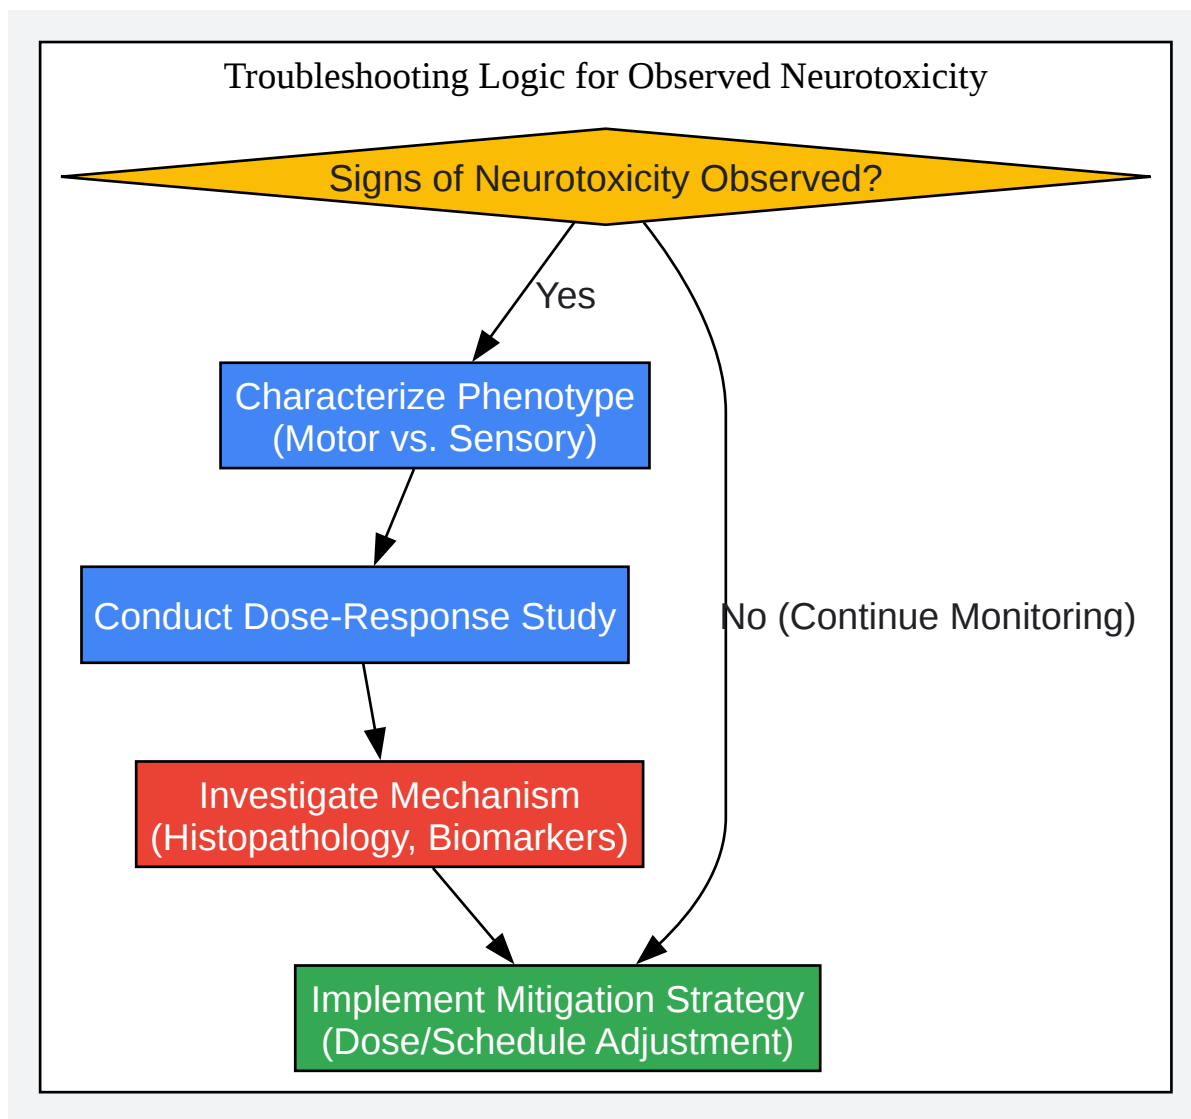 Troubleshooting Logic for Observed Neurotoxicity
Signs of Neurotoxicity Observed?
Yes
Characterize Phenotype
(Motor vs. Sensory)
Conduct Dose-Response Study
No (Continue Monitoring)
Investigate Mechanism
(Histopathology, Biomarkers)
Implement Mitigation Strategy
(Dose/Schedule Adjustment)